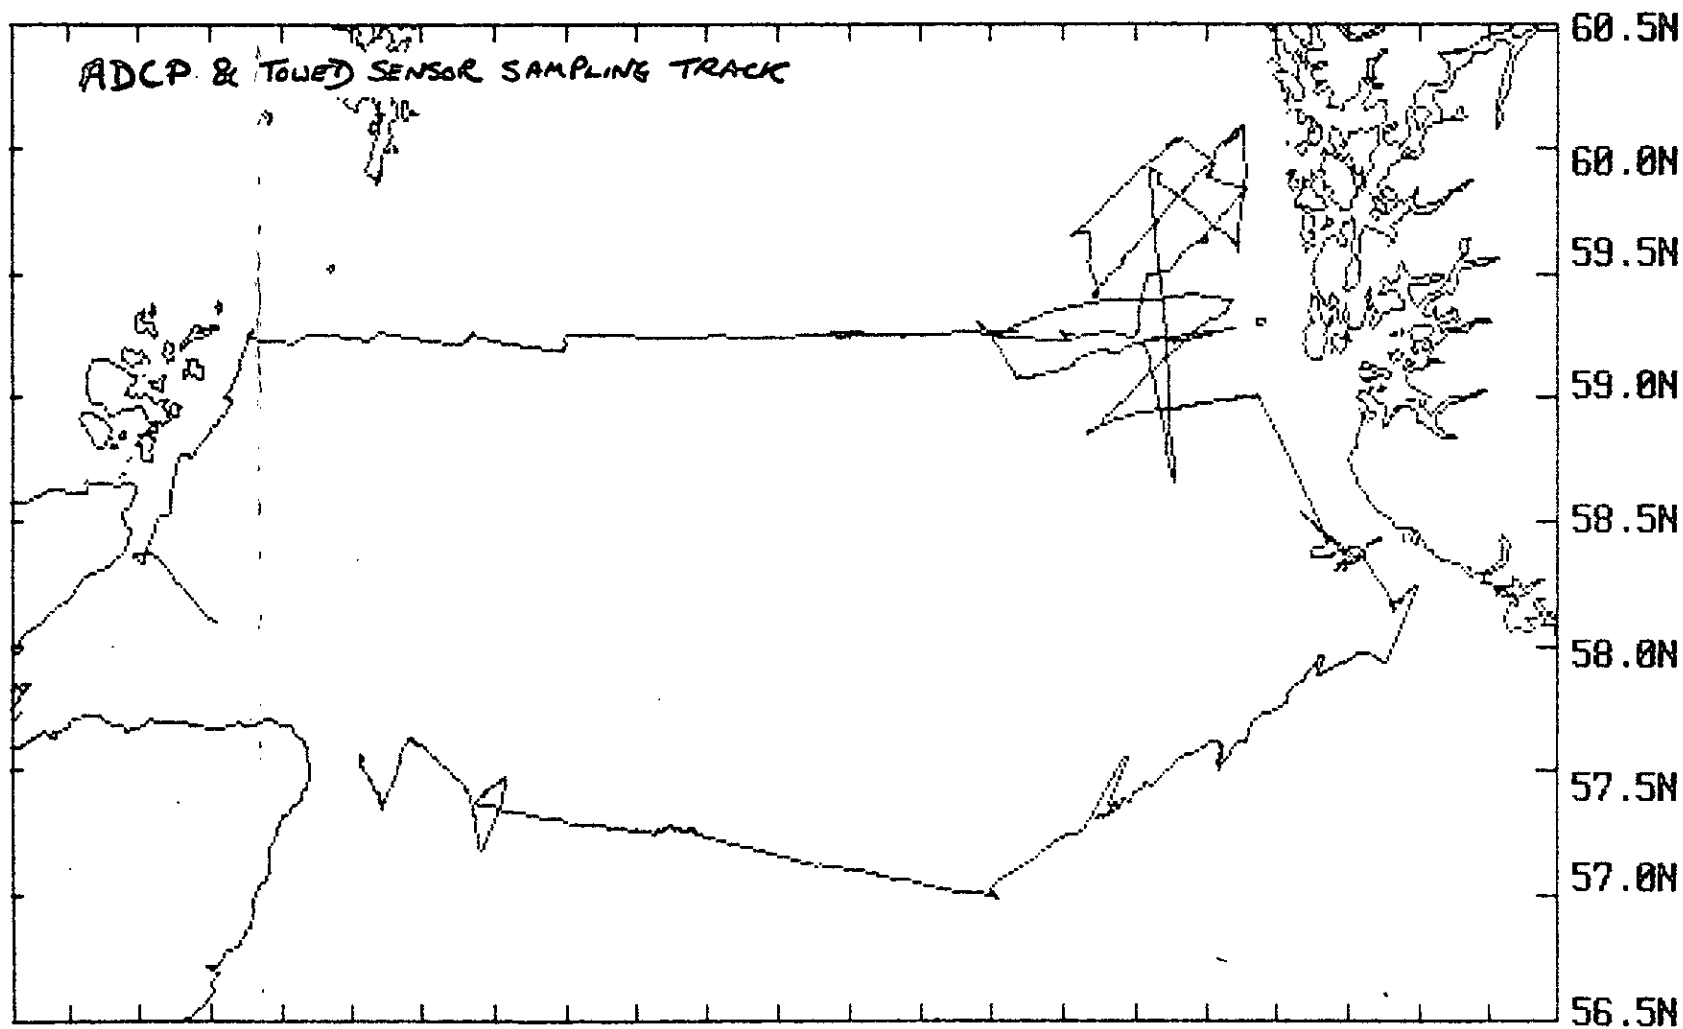 60.5N
ADCP & TOWED SENSOR SAMPLING TRACK
60.0N
59.5N
59.0N
58.5N
58.0N
57.5N
57.0N
56.5N